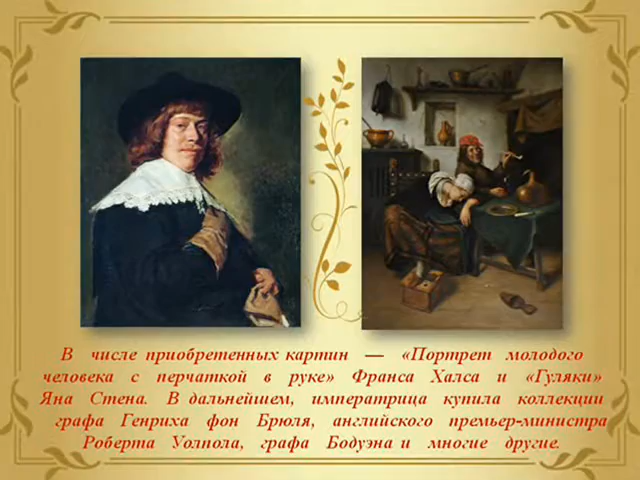 В числе приобретенных картин — «Портрет молодого
человека с перчаткой в руке» Франса Халса и «Гуляки»
Яна Стена. В дальнейшем, императрица купила коллекции
графа Генриха фон Брюля, английского премьер-министра
Роберта Уолпола, графа Бодуэна и многие другие.